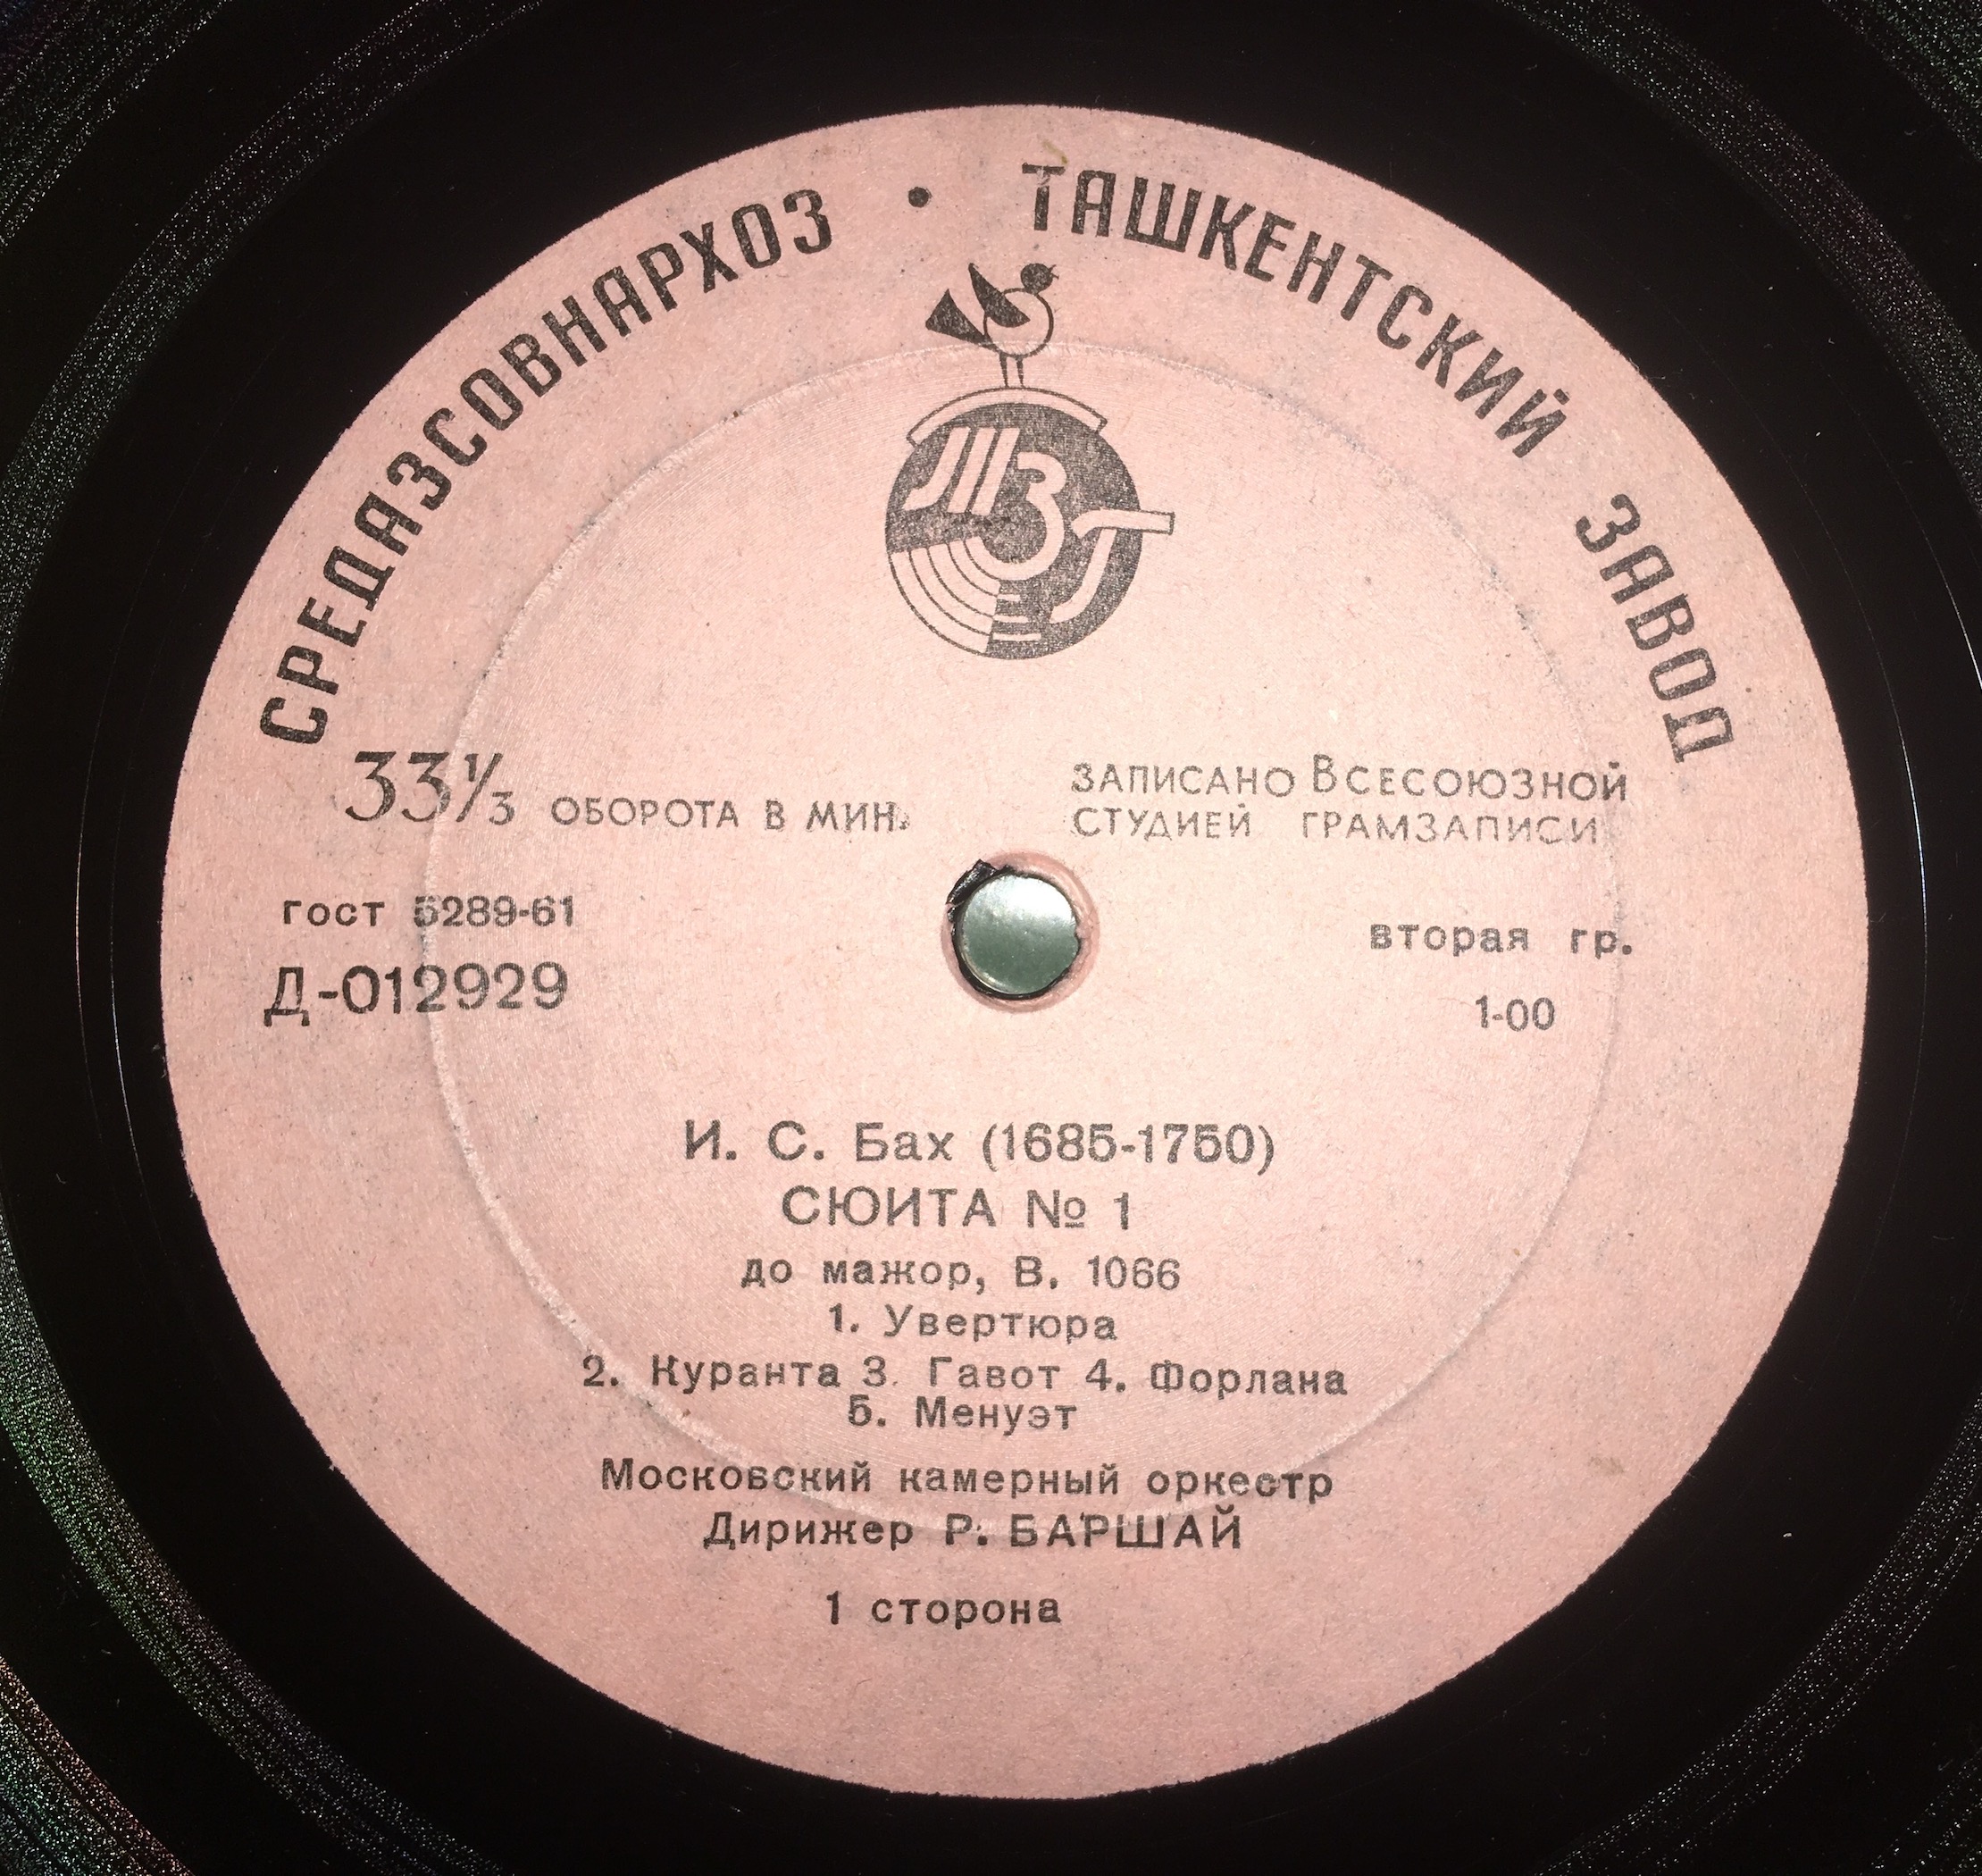 СРЕДАЗСОВНАРХОЗ • ТАШКЕНТСКИЙ ЗАВОД
ТЗГ
33⅓ ОБОРОТА В МИН.
ЗАПИСАНО ВСЕСОЮЗНОЙ
СТУДИЕЙ ГРАМЗАПИСИ
гост 5289-61
Д-012929
вторая гр.
1-00
И. С. Бах (1685-1750)
СЮИТА № 1
до мажор, В. 1066
1. Увертюра
2. Куранта 3. Гавот 4. Форлана
5. Менуэт
Московский камерный оркестр
Дирижер Р. БАРШАЙ
1 сторона